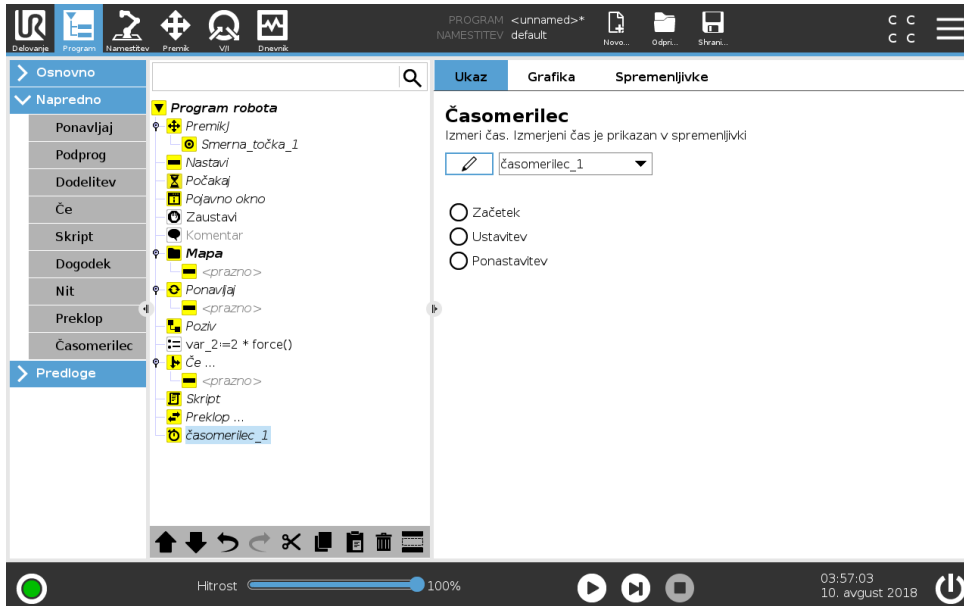 PROGRAM <unnamed>*
NAMESTITEV default
Delovanje Program Namestitev Premik V/I Dnevnik
Novo... Odpri... Shrani...
C C
C C
Osnovno
Napredno
Ponavljaj
Podprog
Dodelitev
Če
Skript
Dogodek
Nit
Preklop
Časomerilec
Predloge
Program robota
PremikJ
Smerna_točka_1
Nastavi
Počakaj
Pojavno okno
Zaustavi
Komentar
Mapa
<prazno>
Ponavljaj
<prazno>
Poziv
var_2:=2 * force()
Če ...
<prazno>
Skript
Preklop ...
časomerilec_1
Ukaz Grafika Spremenljivke
Časomerilec
Izmeri čas. Izmerjeni čas je prikazan v spremenljivki
časomerilec_1
Začetek
Ustavitev
Ponastavitev
Hitrost 100%
03:57:03
10. avgust 2018